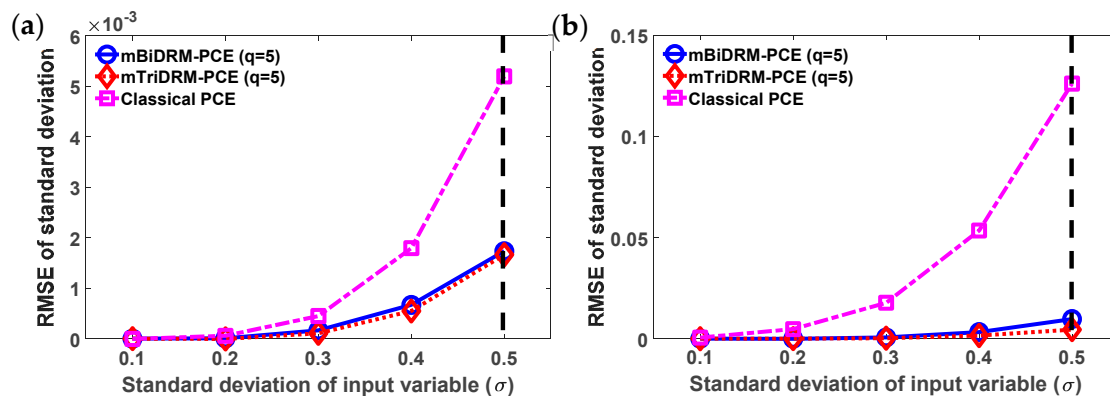 (a)
×10⁻³
6
5
4
3
2
1
0
RMSE of standard deviation
mBiDRM-PCE (q=5)
mTriDRM-PCE (q=5)
Classical PCE
0.1 0.2 0.3 0.4 0.5
Standard deviation of input variable (σ)
(b)
0.15
0.1
0.05
0
RMSE of standard deviation
mBiDRM-PCE (q=5)
mTriDRM-PCE (q=5)
Classical PCE
0.1 0.2 0.3 0.4 0.5
Standard deviation of input variable (σ)